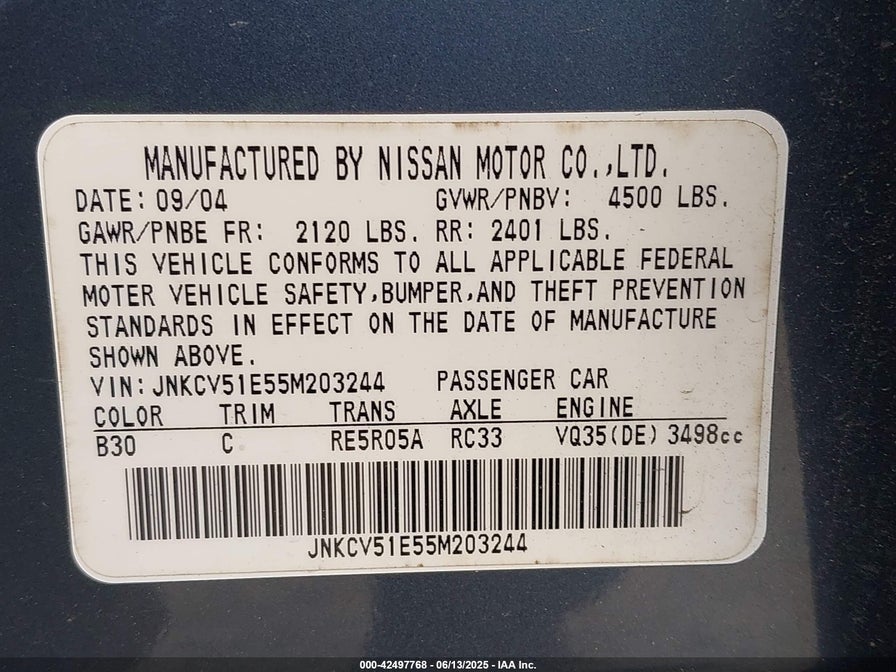 MANUFACTURED BY NISSAN MOTOR CO.,LTD.
DATE: 09/04 GVWR/PNBV: 4500 LBS.
GAWR/PNBE FR: 2120 LBS. RR: 2401 LBS.
THIS VEHICLE CONFORMS TO ALL APPLICABLE FEDERAL
MOTER VEHICLE SAFETY,BUMPER,AND THEFT PREVENTION
STANDARDS IN EFFECT ON THE DATE OF MANUFACTURE
SHOWN ABOVE.
VIN: JNKCV51E55M203244 PASSENGER CAR
COLOR TRIM TRANS AXLE ENGINE
B30 C RE5R05A RC33 VQ35(DE) 3498cc
JNKCV51E55M203244
000-42497768 - 06/13/2025 - IAA Inc.